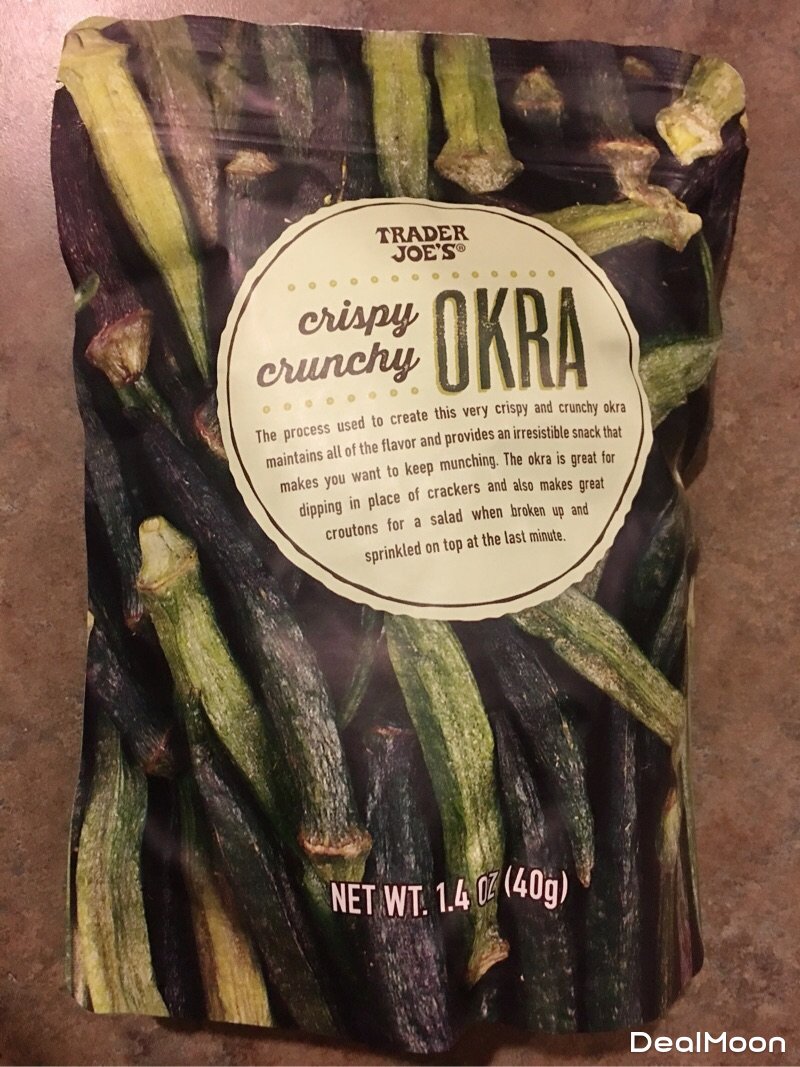 TRADER
JOE'S®
crispy
crunchy
OKRA
The process used to create this very crispy and crunchy okra
maintains all of the flavor and provides an irresistible snack that
makes you want to keep munching. The okra is great for
dipping in place of crackers and also makes great
croutons for a salad when broken up and
sprinkled on top at the last minute.
NET WT. 1.4 OZ (40g)
DealMoon